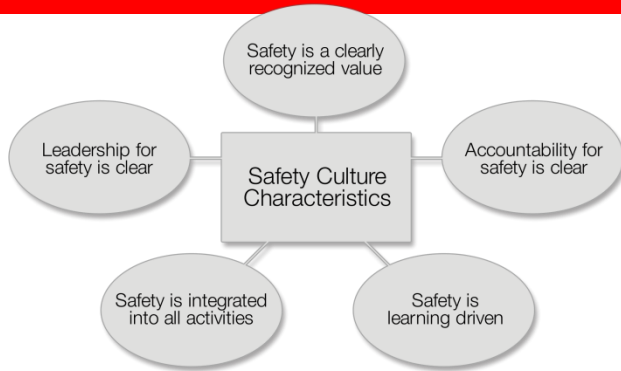 Safety is a clearly
recognized value
Leadership for
safety is clear
Accountability for
safety is clear
Safety Culture
Characteristics
Safety is integrated
into all activities
Safety is
learning driven